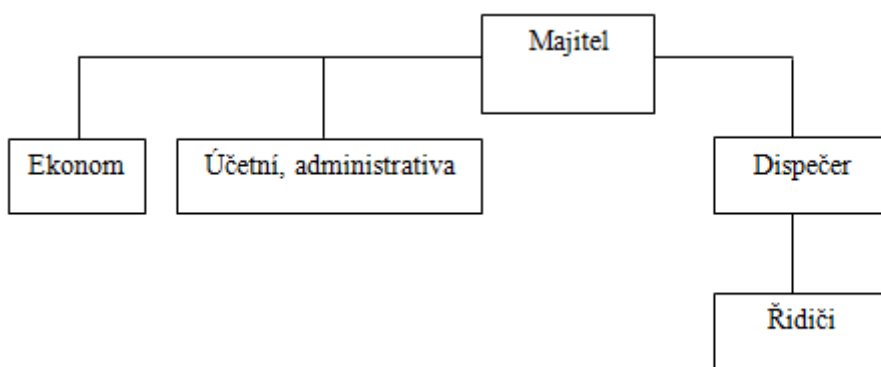 Majitel
Ekonom
Účetní, administrativa
Dispečer
Řidiči